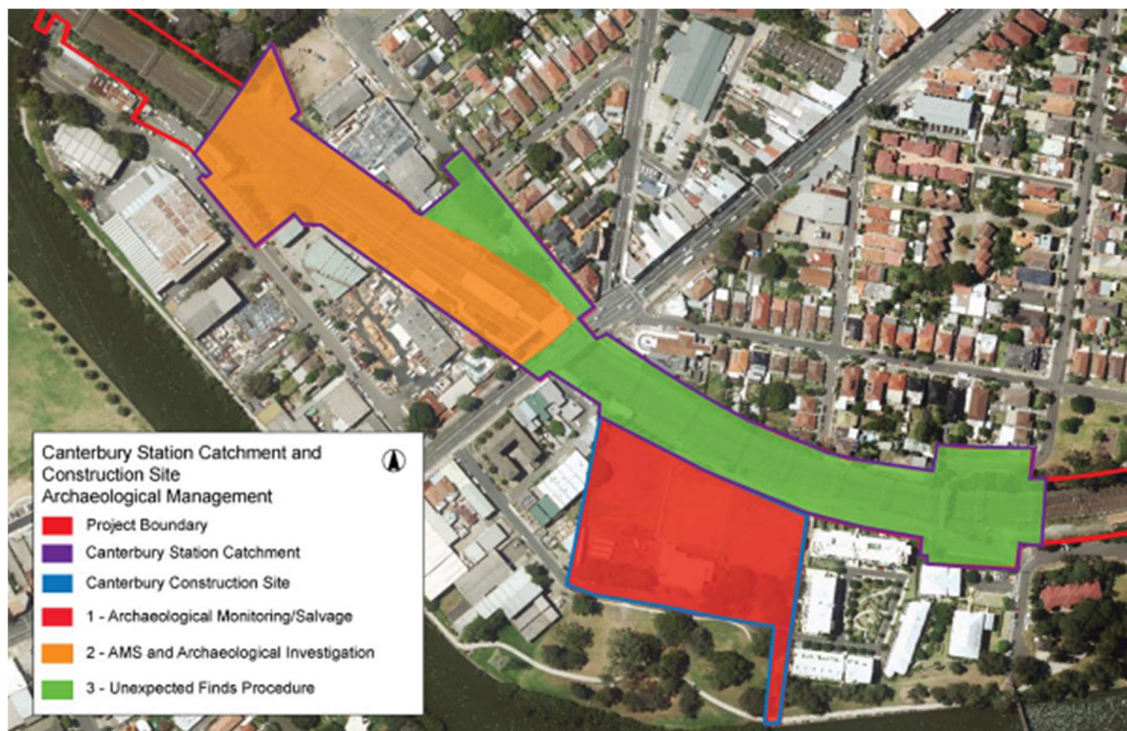 Canterbury Station Catchment and
Construction Site
Archaeological Management
Project Boundary
Canterbury Station Catchment
Canterbury Construction Site
1 - Archaeological Monitoring/Salvage
2 - AMS and Archaeological Investigation
3 - Unexpected Finds Procedure